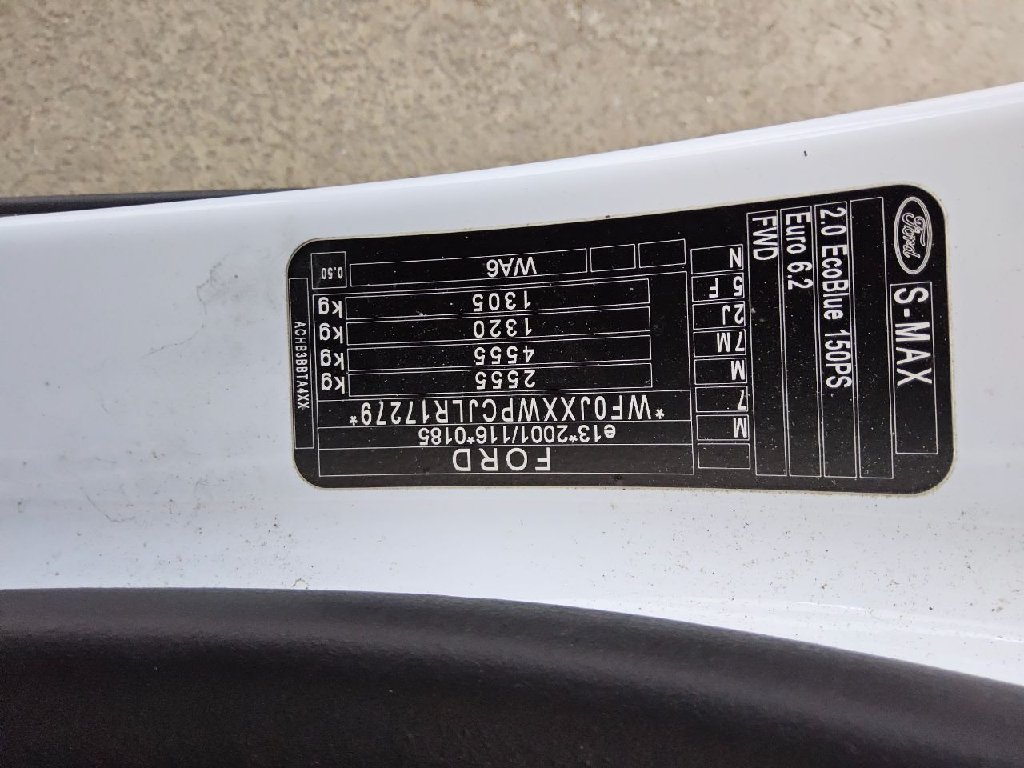 FORD
e13*2001/116*0185
*WF0JXXWPCJLR17279*
2555 kg
4555 kg
1320 kg
1305 kg
WA6
0.50
ACHB3BBTA4XX
M
7
M
7M
2J
5 F
N
Ford
S-MAX
2.0 EcoBlue 150PS
Euro 6.2
FWD